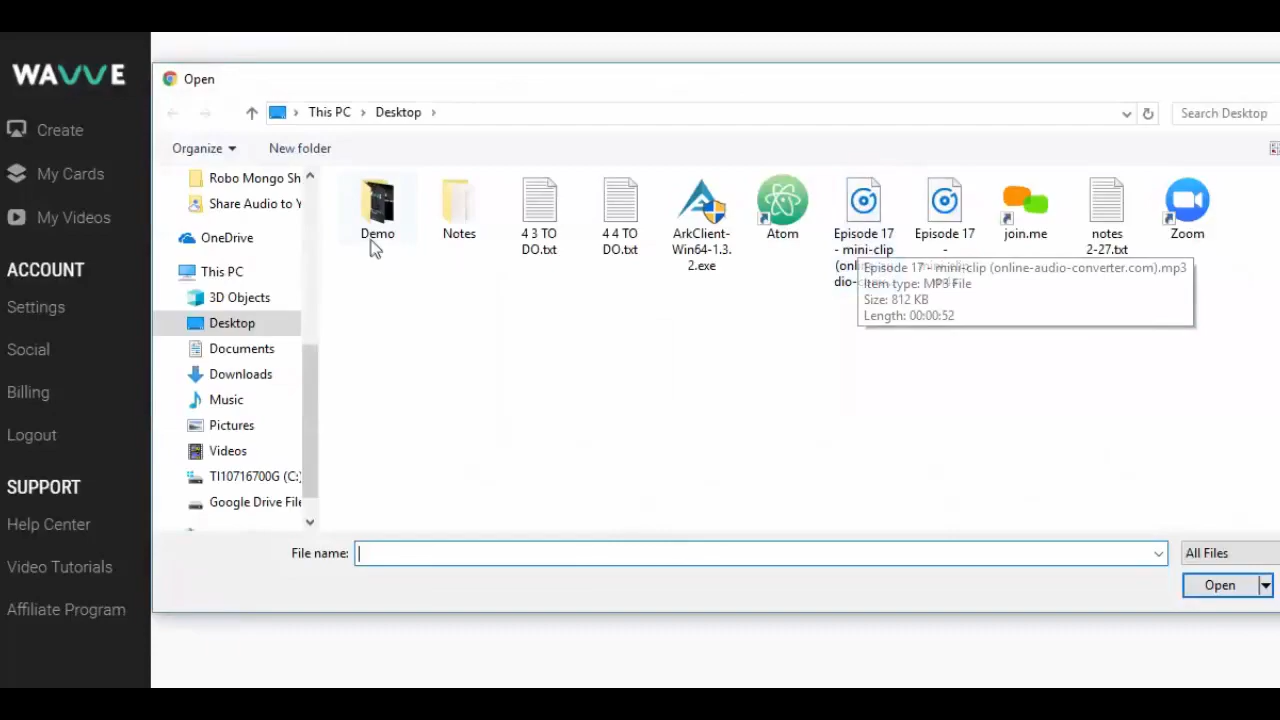 WAVVE
Create
My Cards
My Videos
ACCOUNT
Settings
Social
Billing
Logout
SUPPORT
Help Center
Video Tutorials
Affiliate Program
Open
This PC > Desktop >
Search Desktop
Organize
New folder
Robo Mongo Sh
Share Audio to Y
OneDrive
This PC
3D Objects
Desktop
Documents
Downloads
Music
Pictures
Videos
TI10716700G (C:)
Google Drive File
Demo
Notes
4 3 TO
DO.txt
4 4 TO
DO.txt
ArkClient-
Win64-1.3.
2.exe
Atom
Episode 17
- mini-clip
(onl
dio-c
Episode 17
-
join.me
notes
2-27.txt
Zoom
Episode 17 - mini-clip (online-audio-converter.com).mp3
Item type: MP3 File
Size: 812 KB
Length: 00:00:52
File name:
All Files
Open